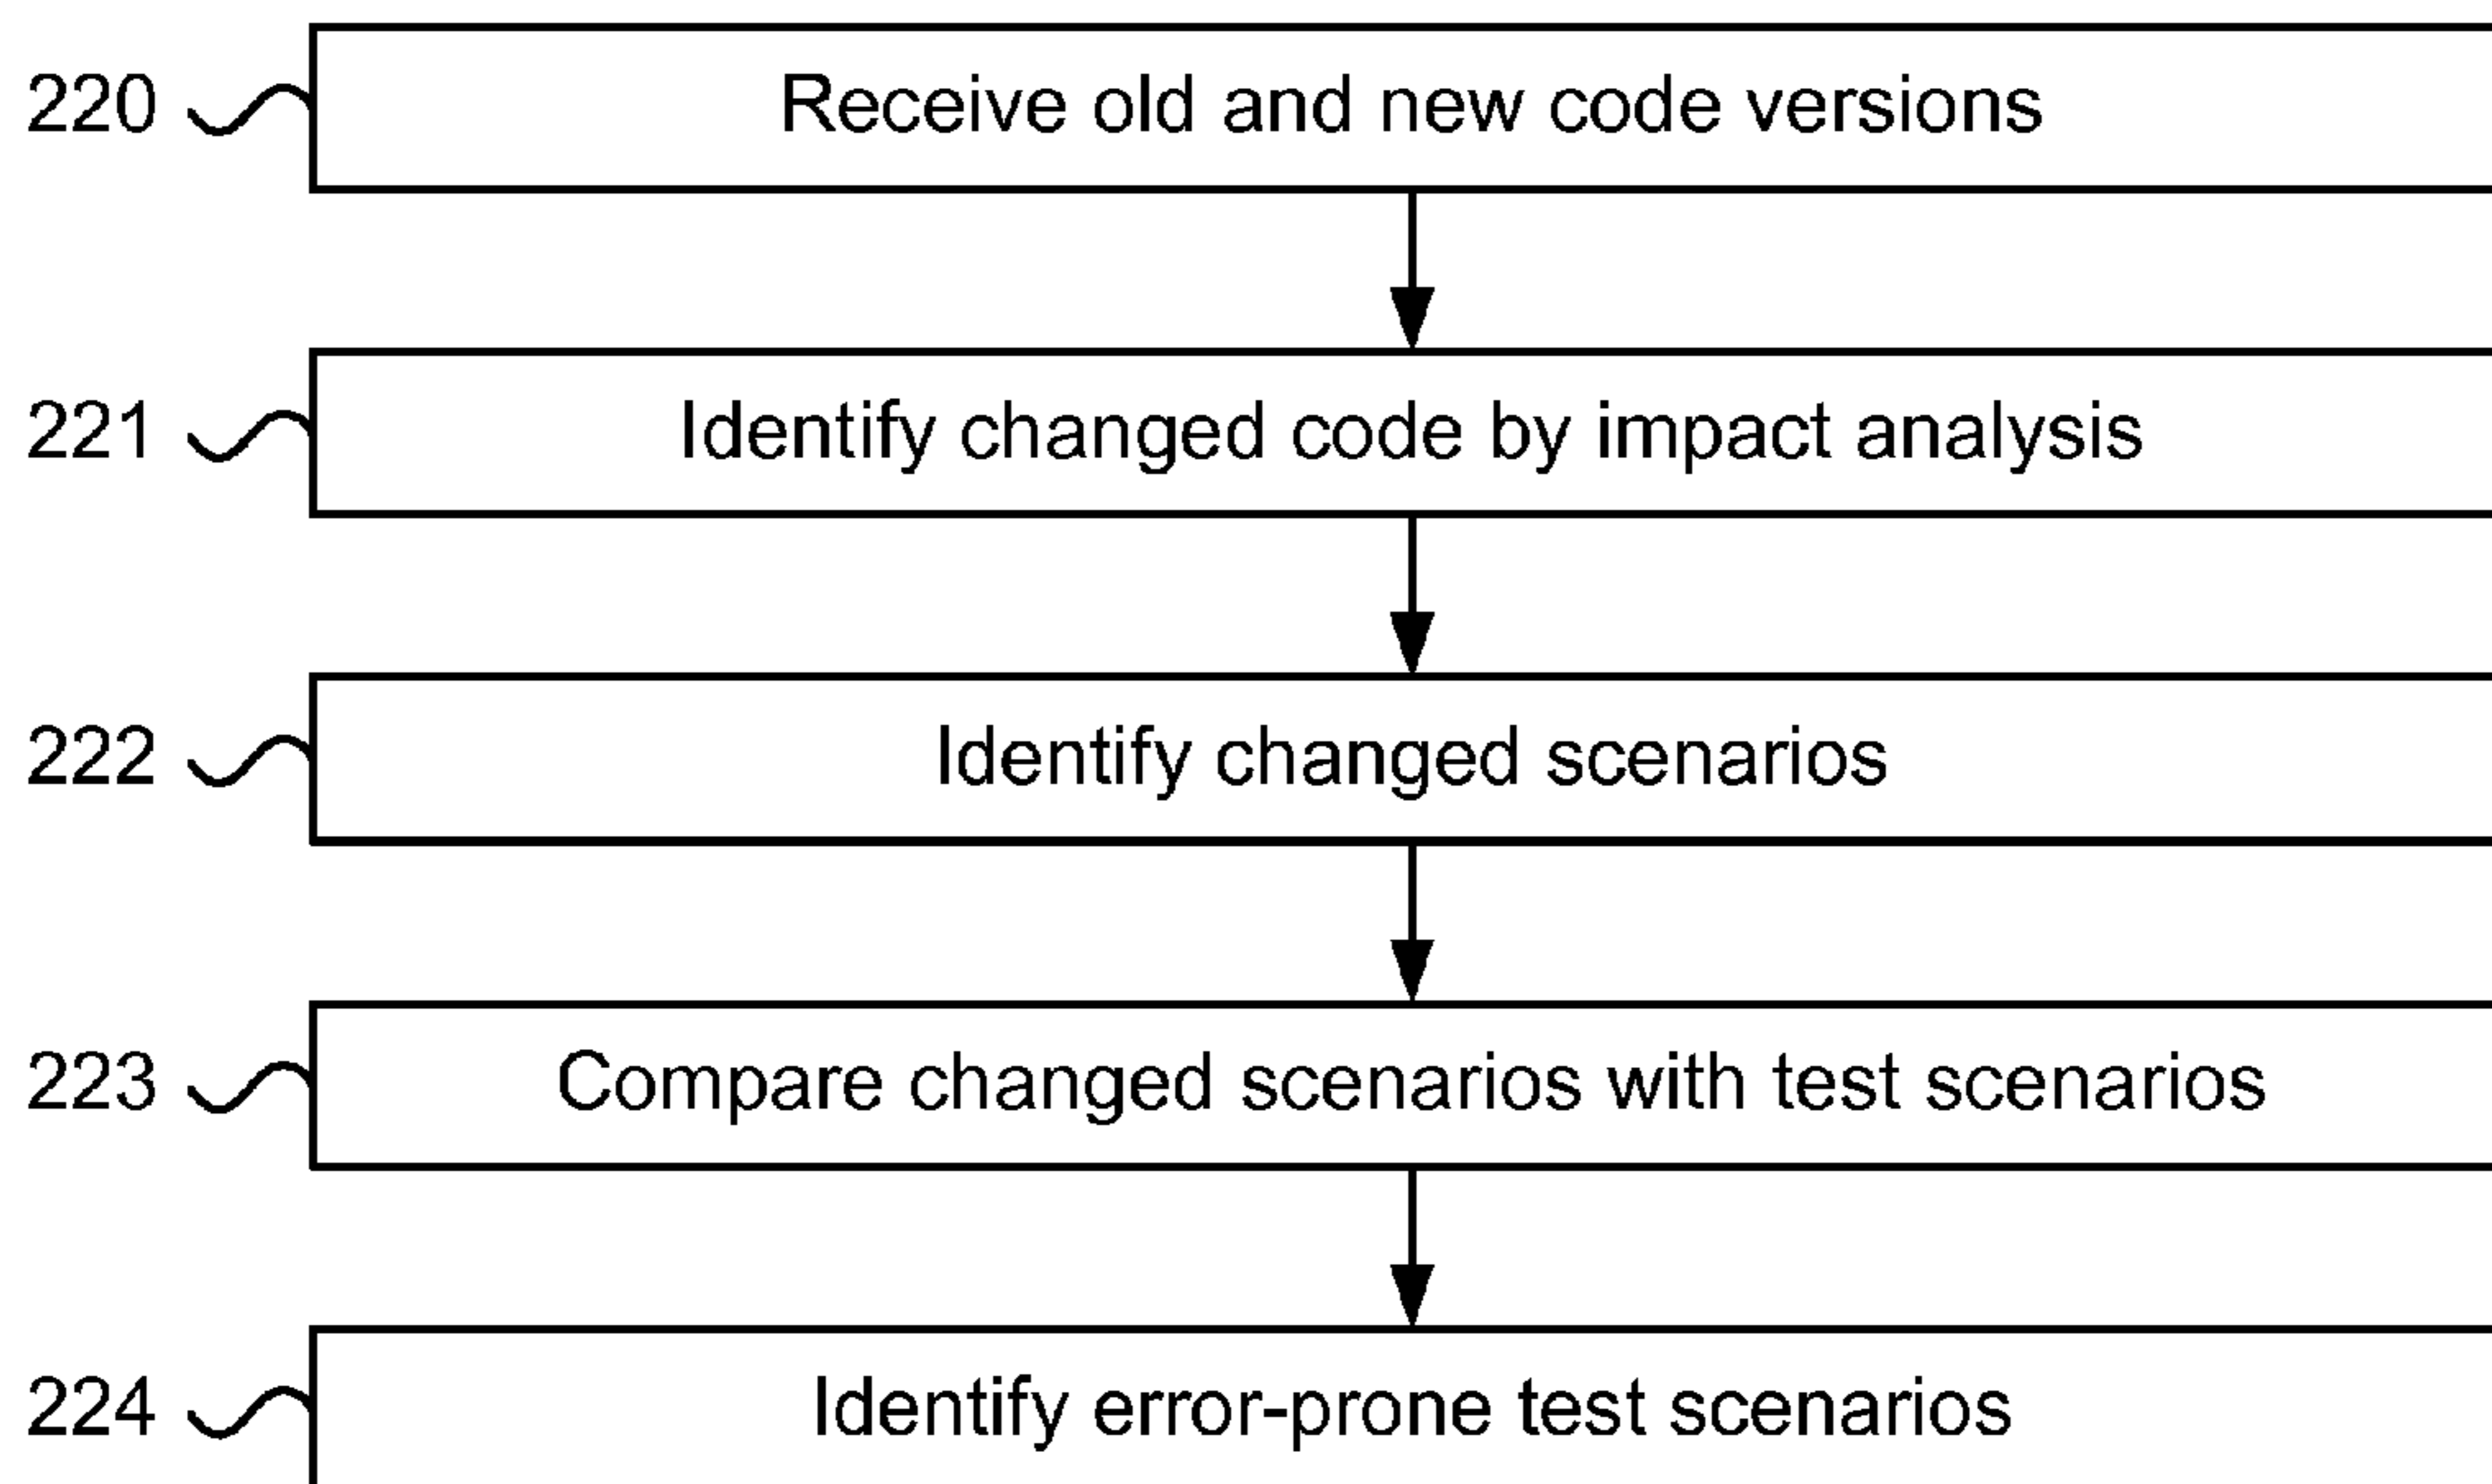 220 Receive old and new code versions
221 Identify changed code by impact analysis
222 Identify changed scenarios
223 Compare changed scenarios with test scenarios
224 Identify error-prone test scenarios